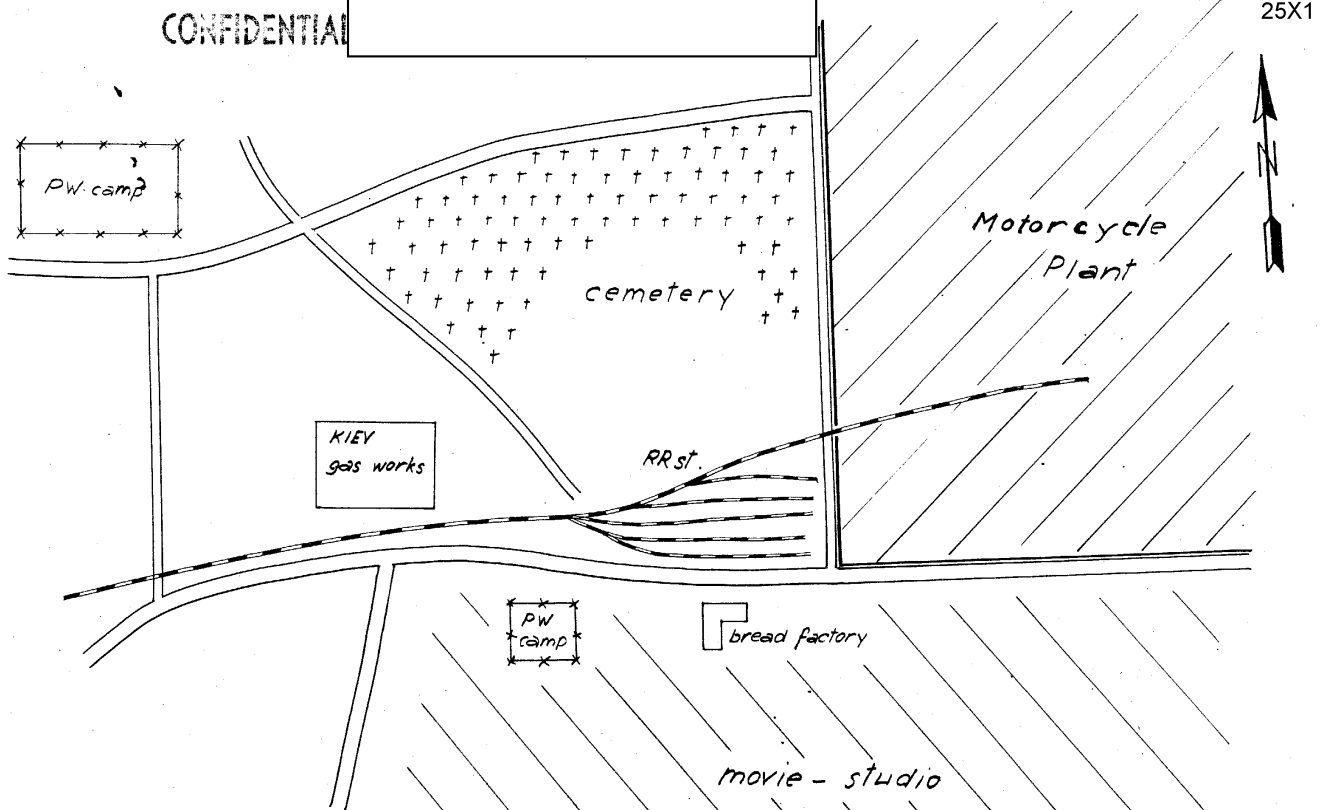 CONFIDENTIAL
25X1
N
PW camp
Motorcycle
Plant
cemetery
KIEV
gas works
RR st.
PW
camp
bread factory
movie - studio